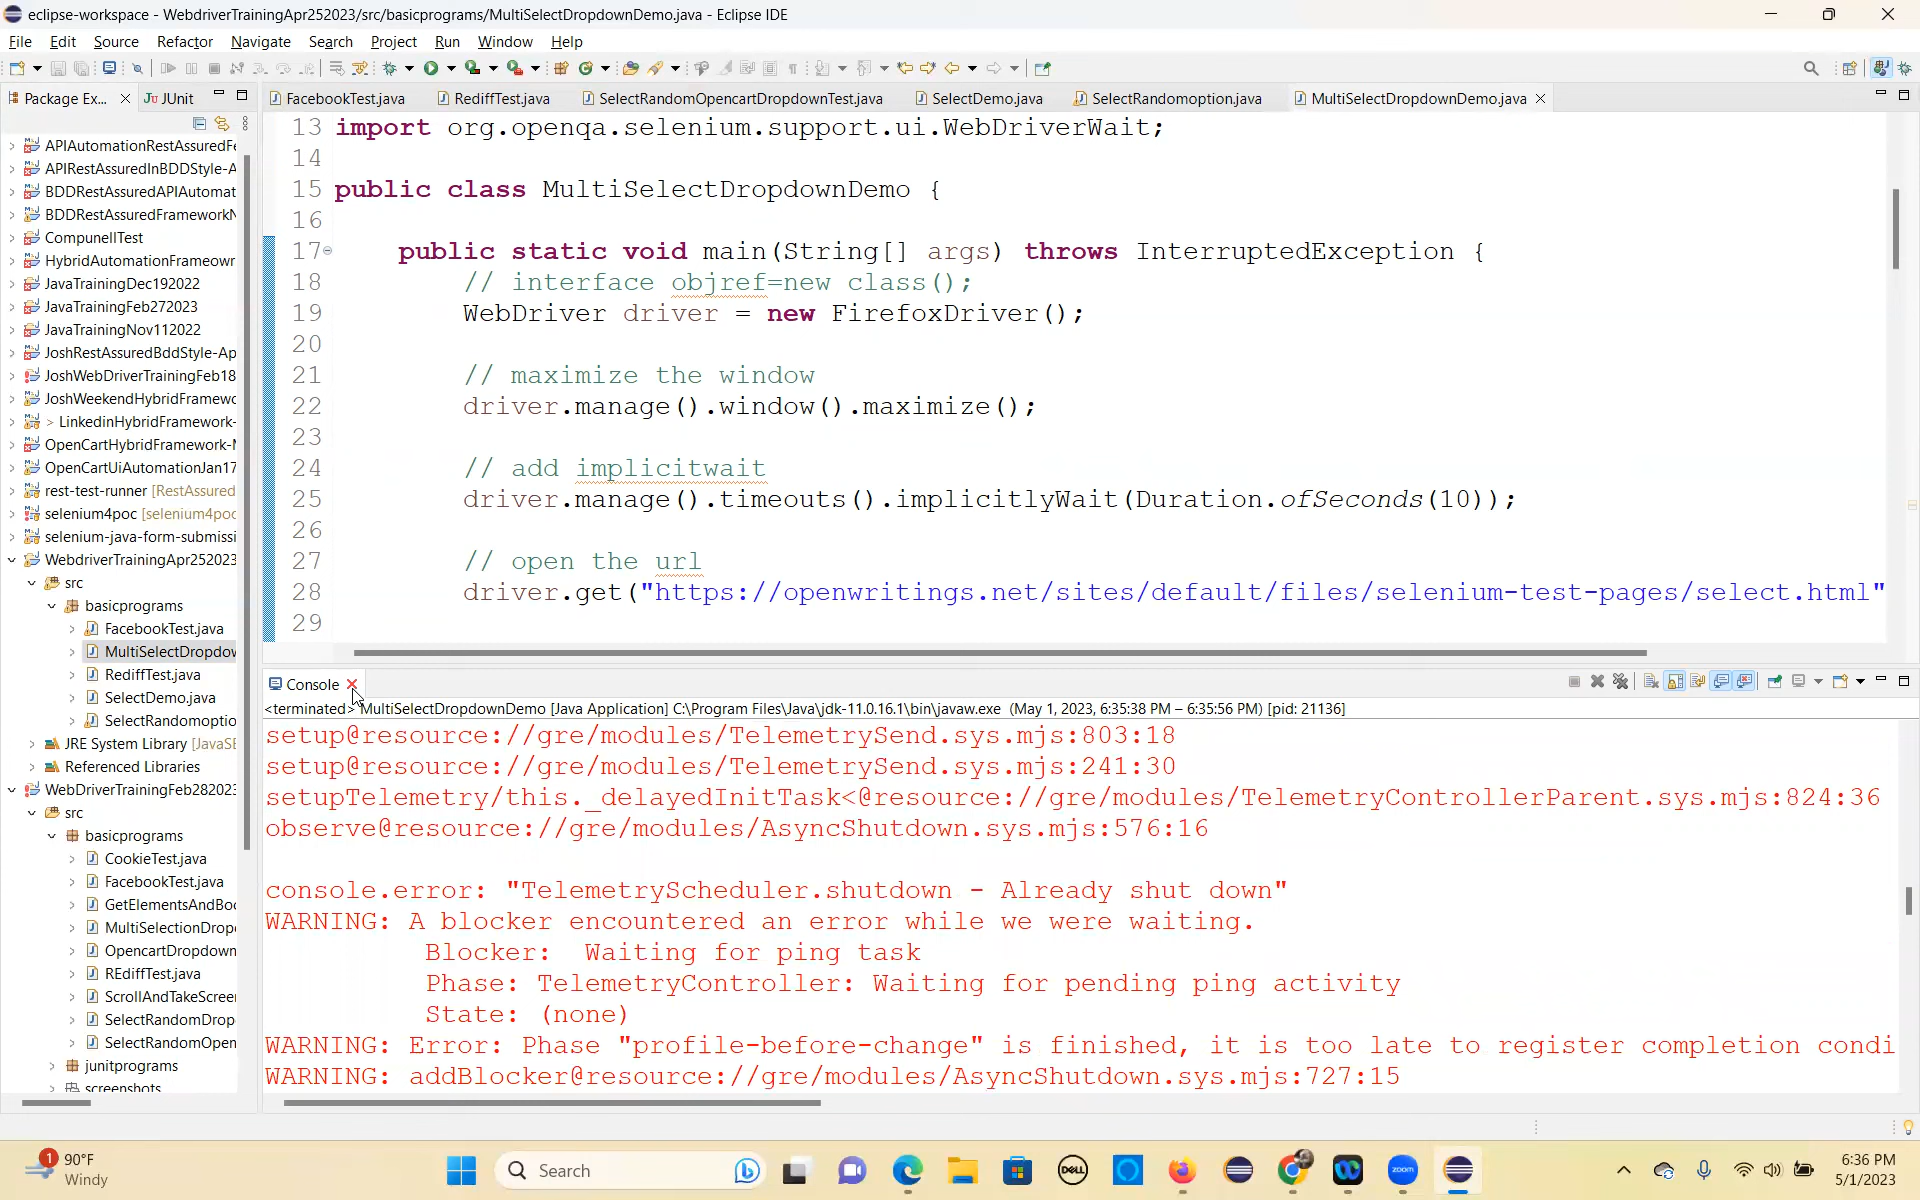 eclipse-workspace - WebdriverTrainingApr252023/src/basicprograms/MultiSelectDropdownDemo.java - Eclipse IDE
File Edit Source Refactor Navigate Search Project Run Window Help
Package Ex... JUnit
FacebookTest.java RediffTest.java SelectRandomOpencartDropdownTest.java SelectDemo.java SelectRandomoption.java MultiSelectDropdownDemo.java
APIAutomationRestAssuredFe
APIRestAssuredInBDDStyle-A
BDDRestAssuredAPIAutomat
BDDRestAssuredFrameworkN
CompunellTest
HybridAutomationFrameowr
JavaTrainingDec192022
JavaTrainingFeb272023
JavaTrainingNov112022
JoshRestAssuredBddStyle-Ap
JoshWebDriverTrainingFeb18
JoshWeekendHybridFramewo
> LinkedinHybridFramework-
OpenCartHybridFramework-M
OpenCartUiAutomationJan17
rest-test-runner [RestAssured
selenium4poc [selenium4poc
selenium-java-form-submissi
WebdriverTrainingApr252023
src
basicprograms
FacebookTest.java
MultiSelectDropdow
RediffTest.java
SelectDemo.java
SelectRandomoptio
JRE System Library [JavaSE
Referenced Libraries
WebDriverTrainingFeb282023
src
basicprograms
CookieTest.java
FacebookTest.java
GetElementsAndBoo
MultiSelectionDrop
OpencartDropdown
REdiffTest.java
ScrollAndTakeScreen
SelectRandomDrop
SelectRandomOpen
junitprograms
screenshots
13 import org.openqa.selenium.support.ui.WebDriverWait;
14
15 public class MultiSelectDropdownDemo {
16
17 public static void main(String[] args) throws InterruptedException {
18 // interface objref=new class();
19 WebDriver driver = new FirefoxDriver();
20
21 // maximize the window
22 driver.manage().window().maximize();
23
24 // add implicitwait
25 driver.manage().timeouts().implicitlyWait(Duration.ofSeconds(10));
26
27 // open the url
28 driver.get("https://openwritings.net/sites/default/files/selenium-test-pages/select.html"
29
Console
<terminated> MultiSelectDropdownDemo [Java Application] C:\Program Files\Java\jdk-11.0.16.1\bin\javaw.exe (May 1, 2023, 6:35:38 PM – 6:35:56 PM) [pid: 21136]
setup@resource://gre/modules/TelemetrySend.sys.mjs:803:18
setup@resource://gre/modules/TelemetrySend.sys.mjs:241:30
setupTelemetry/this._delayedInitTask<@resource://gre/modules/TelemetryControllerParent.sys.mjs:824:36
observe@resource://gre/modules/AsyncShutdown.sys.mjs:576:16
console.error: "TelemetryScheduler.shutdown - Already shut down"
WARNING: A blocker encountered an error while we were waiting.
Blocker: Waiting for ping task
Phase: TelemetryController: Waiting for pending ping activity
State: (none)
WARNING: Error: Phase "profile-before-change" is finished, it is too late to register completion condi
WARNING: addBlocker@resource://gre/modules/AsyncShutdown.sys.mjs:727:15
1
90°F
Windy
Search
DELL
zoom
6:36 PM
5/1/2023